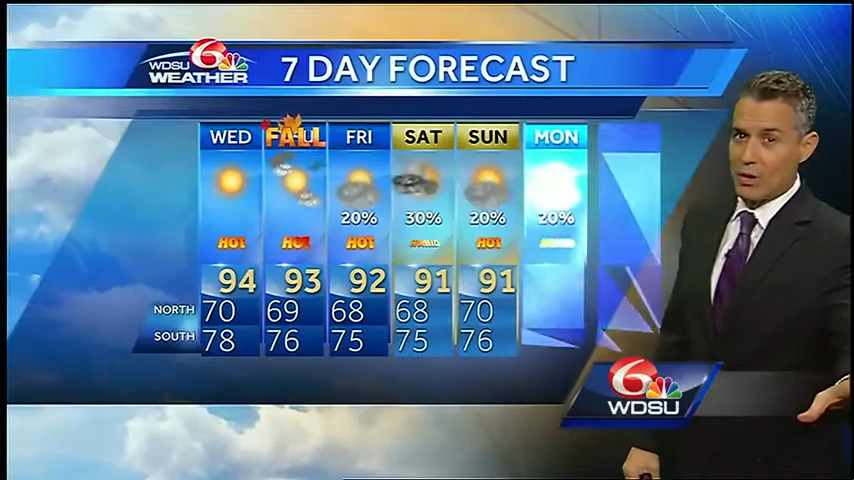 WDSU 6
WEATHER
7 DAY FORECAST
WED FALL FRI SAT SUN MON
20% 30% 20% 20%
HOT HOT HOT HUMID HOT
94 93 92 91 91
NORTH 70 69 68 68 70
SOUTH 78 76 75 75 76
6
WDSU